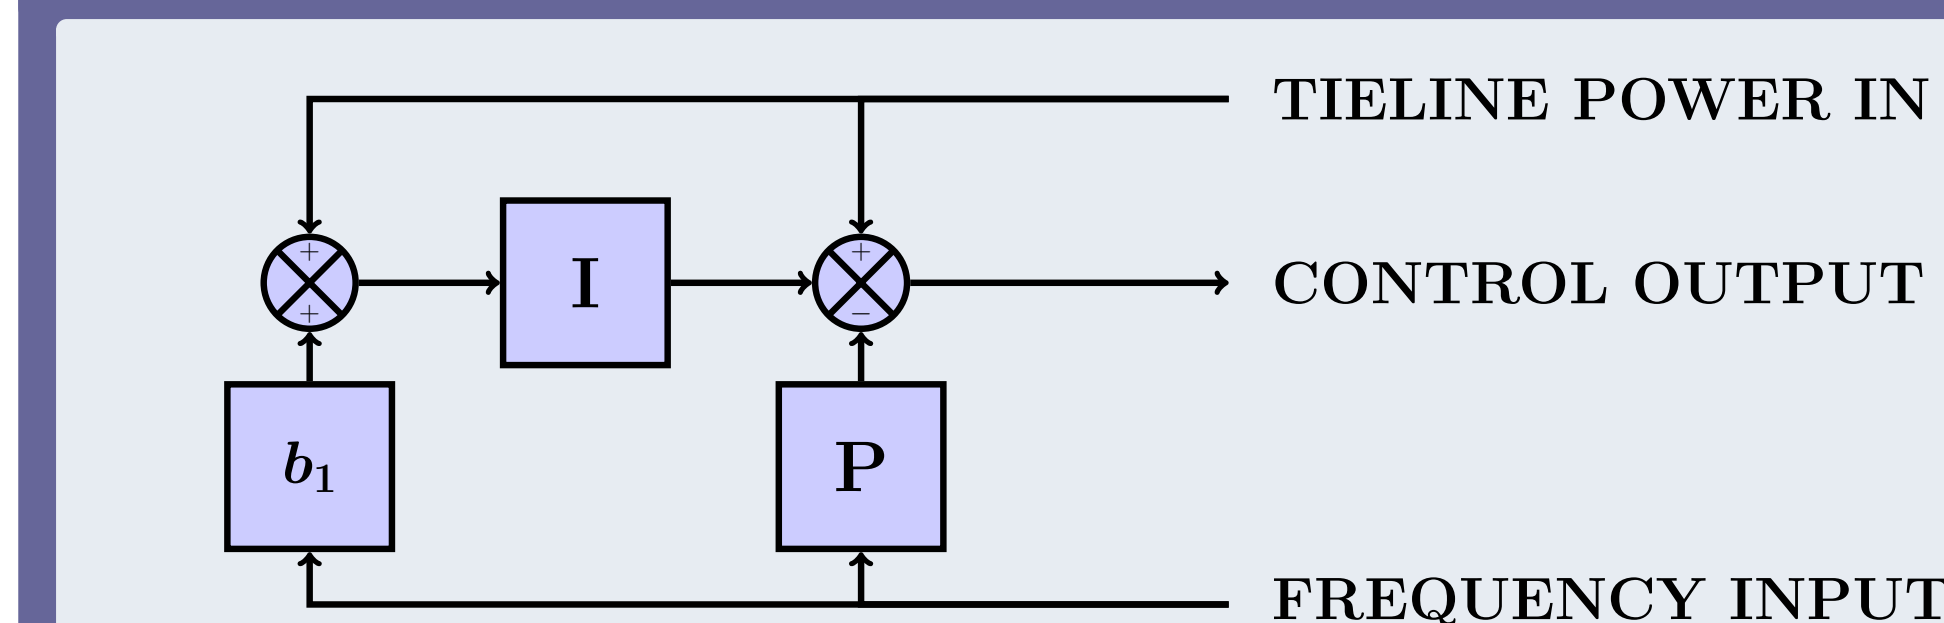 TIELINE POWER IN
+
+
I
+
−
CONTROL OUTPUT
b1
P
FREQUENCY INPUT